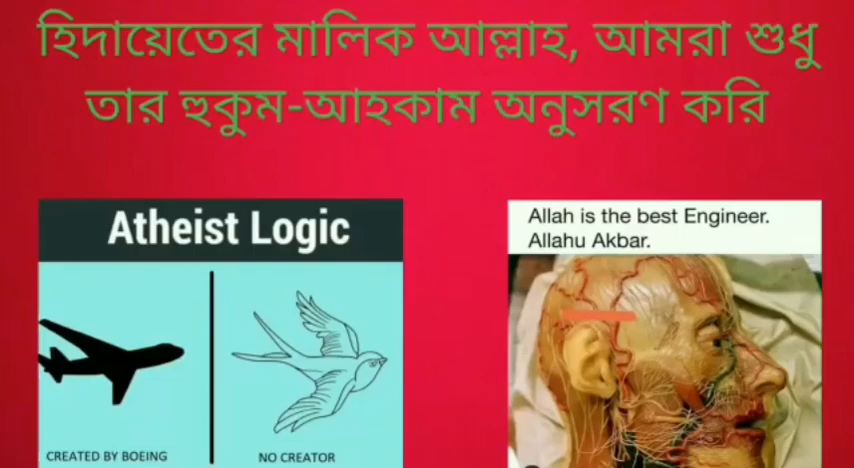 হিদায়েতের মালিক আল্লাহ, আমরা শুধু
তার হুকুম-আহকাম অনুসরণ করি
Atheist Logic
CREATED BY BOEING
NO CREATOR
Allah is the best Engineer.
Allahu Akbar.